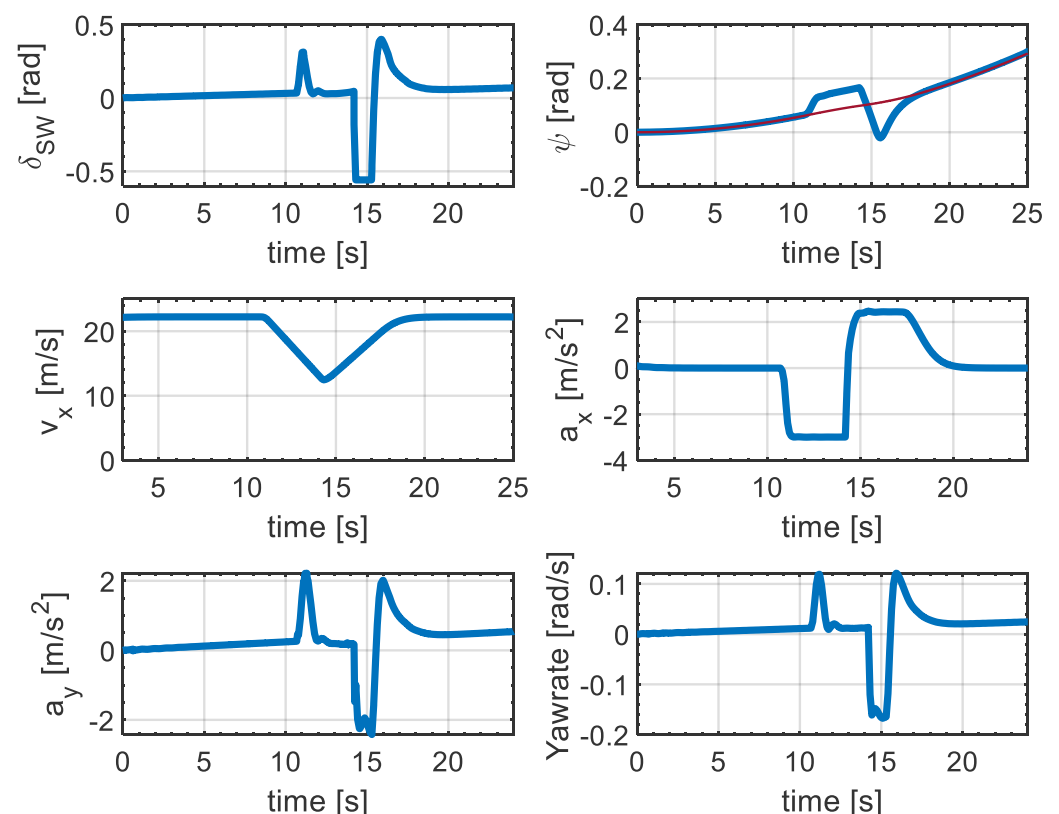 0.5
0
-0.5
δSW [rad]
0 5 10 15 20
time [s]
0.4
0.2
0
-0.2
ψ [rad]
0 5 10 15 20 25
time [s]
20
10
0
vx [m/s]
5 10 15 20 25
time [s]
2
0
-2
-4
ax [m/s2]
5 10 15 20
time [s]
2
0
-2
ay [m/s2]
0 5 10 15 20
time [s]
0.1
0
-0.1
-0.2
Yawrate [rad/s]
0 5 10 15 20
time [s]